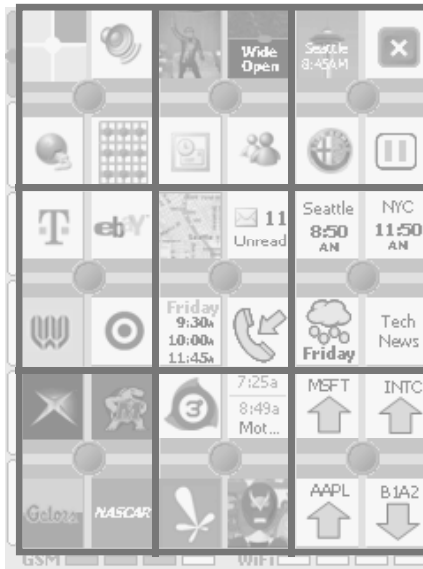 Wide
Open
Seattle
8:45AM
T
ebY
11
Unread
Seattle
8:50
AM
NYC
11:50
AM
W
Friday
9:30a
10:00a
11:45a
Friday
Tech
News
3
7:25a
8:49a
Mot...
MSFT
INTC
Gators
NASCAR
AAPL
B1A2
GSM
WiFi